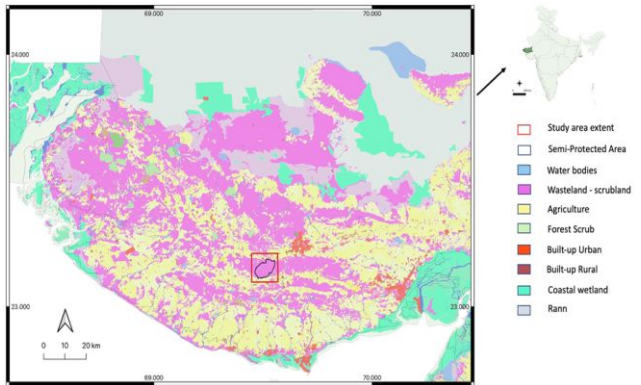 69.000
70.000
24.000
24.000
Study area extent
Semi-Protected Area
Water bodies
Wasteland - scrubland
Agriculture
Forest Scrub
Built-up Urban
Built-up Rural
Coastal wetland
Rann
23.000
23.000
0 10 20 km
69.000
70.000